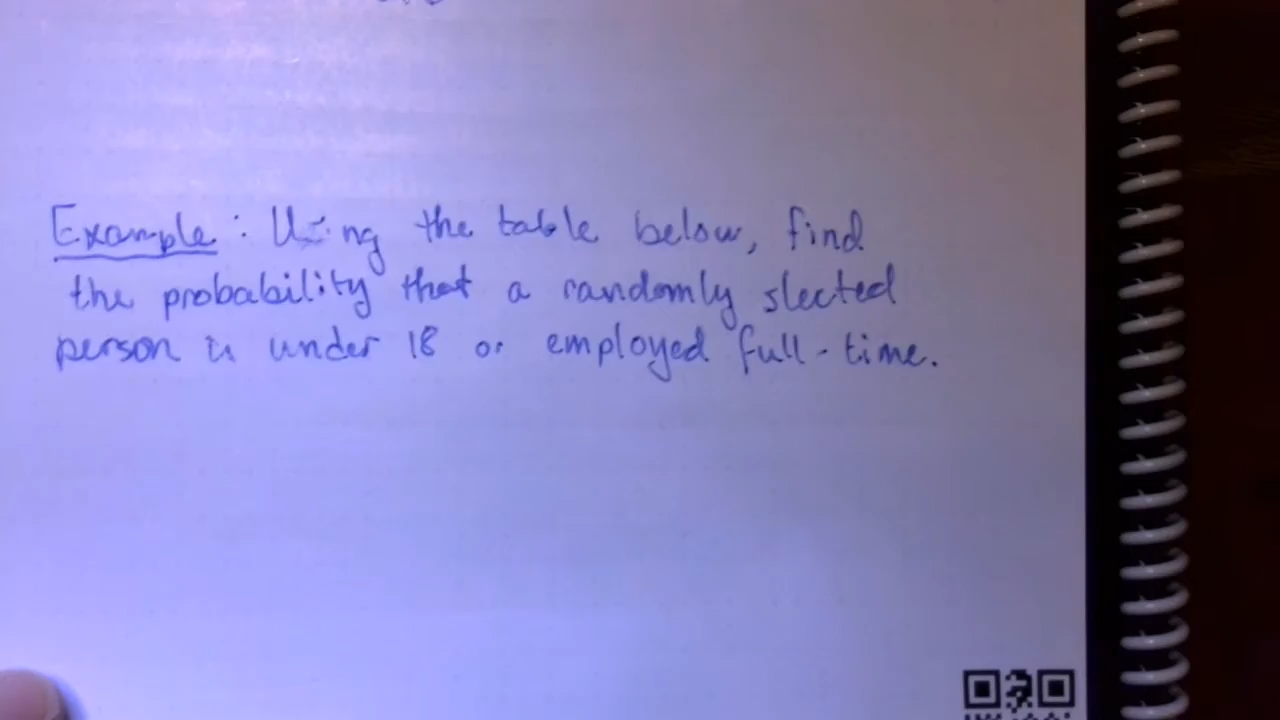 Example: Using the table below, find
the probability that a randomly slected
person is under 18 or employed full-time.